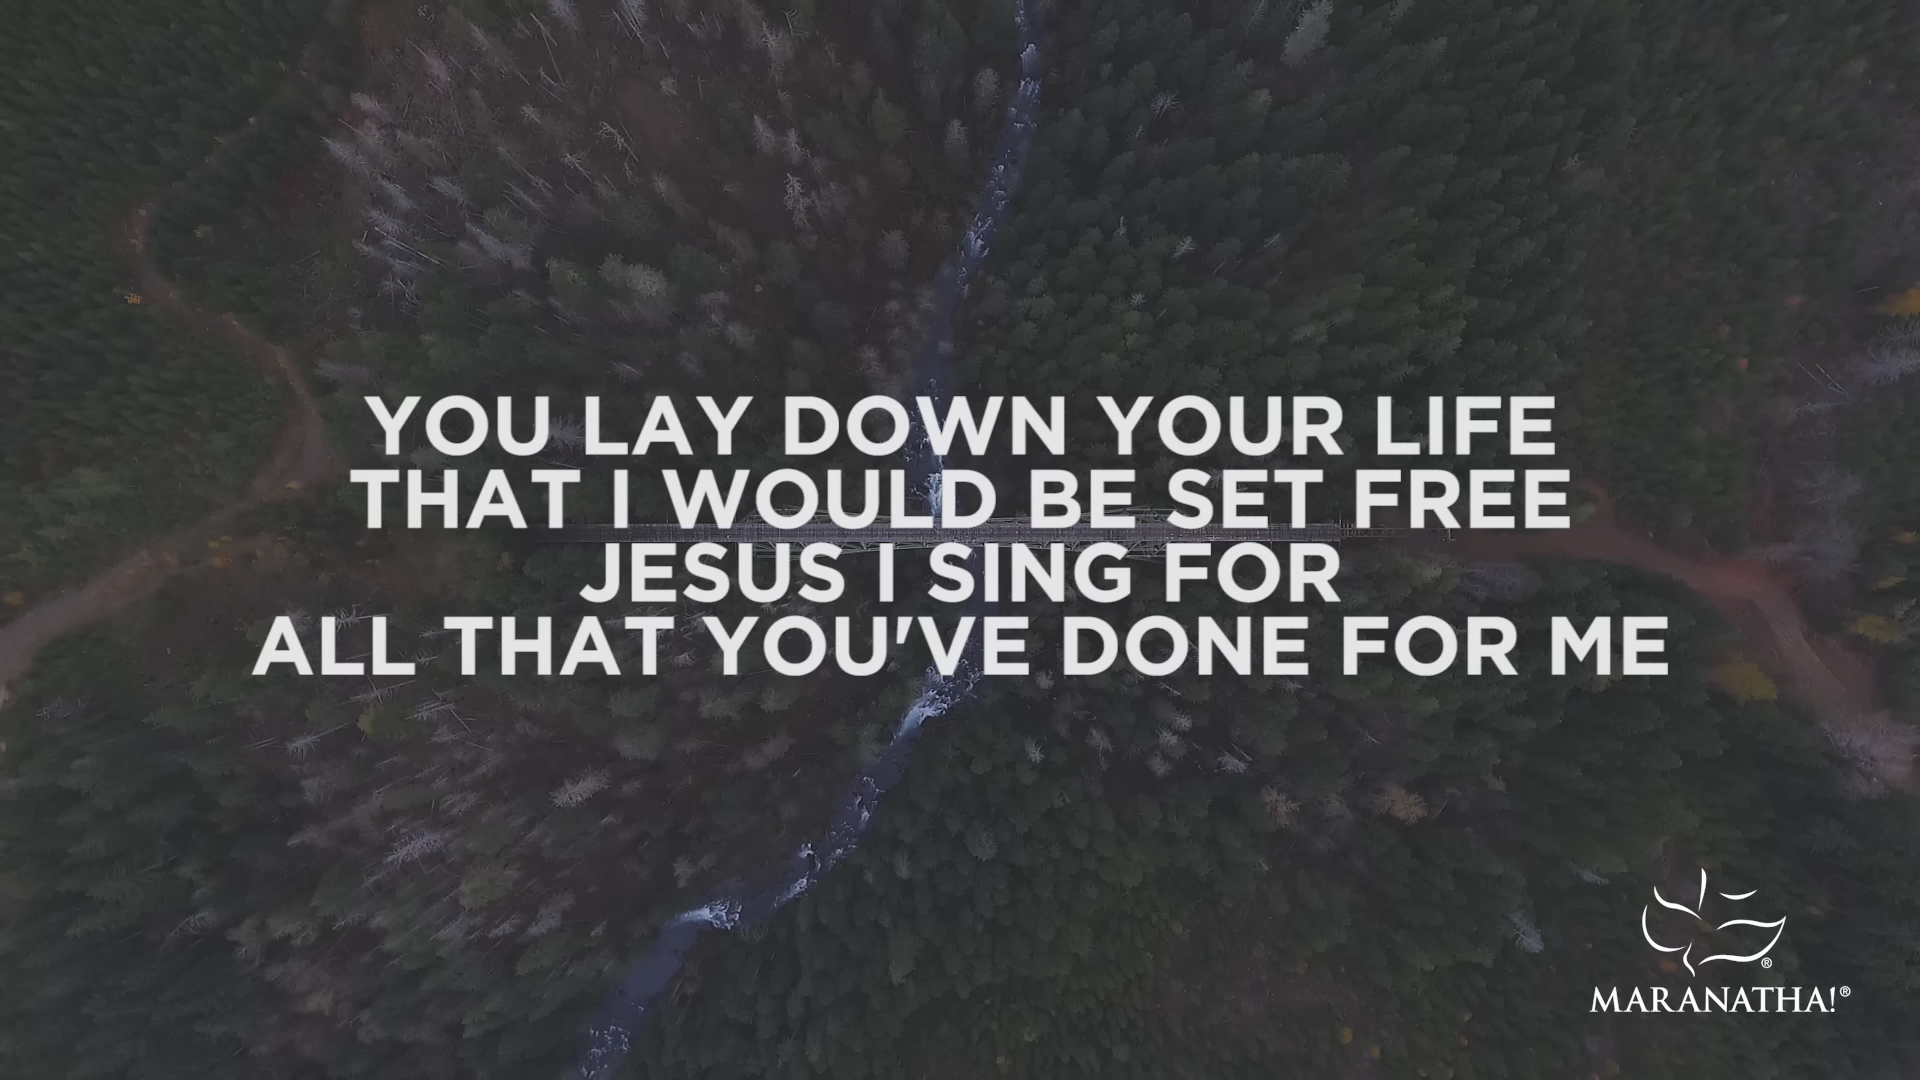 YOU LAY DOWN YOUR LIFE
THAT I WOULD BE SET FREE
JESUS I SING FOR
ALL THAT YOU'VE DONE FOR ME
®
MARANATHA!®